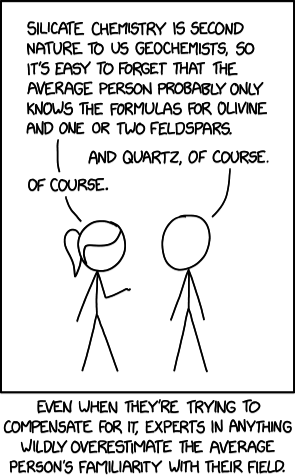 SILICATE CHEMISTRY IS SECOND
NATURE TO US GEOCHEMISTS, SO
IT'S EASY TO FORGET THAT THE
AVERAGE PERSON PROBABLY ONLY
KNOWS THE FORMULAS FOR OLIVINE
AND ONE OR TWO FELDSPARS.
AND QUARTZ, OF COURSE.
OF COURSE.
EVEN WHEN THEY'RE TRYING TO
COMPENSATE FOR IT, EXPERTS IN ANYTHING
WILDLY OVERESTIMATE THE AVERAGE
PERSON'S FAMILIARITY WITH THEIR FIELD.